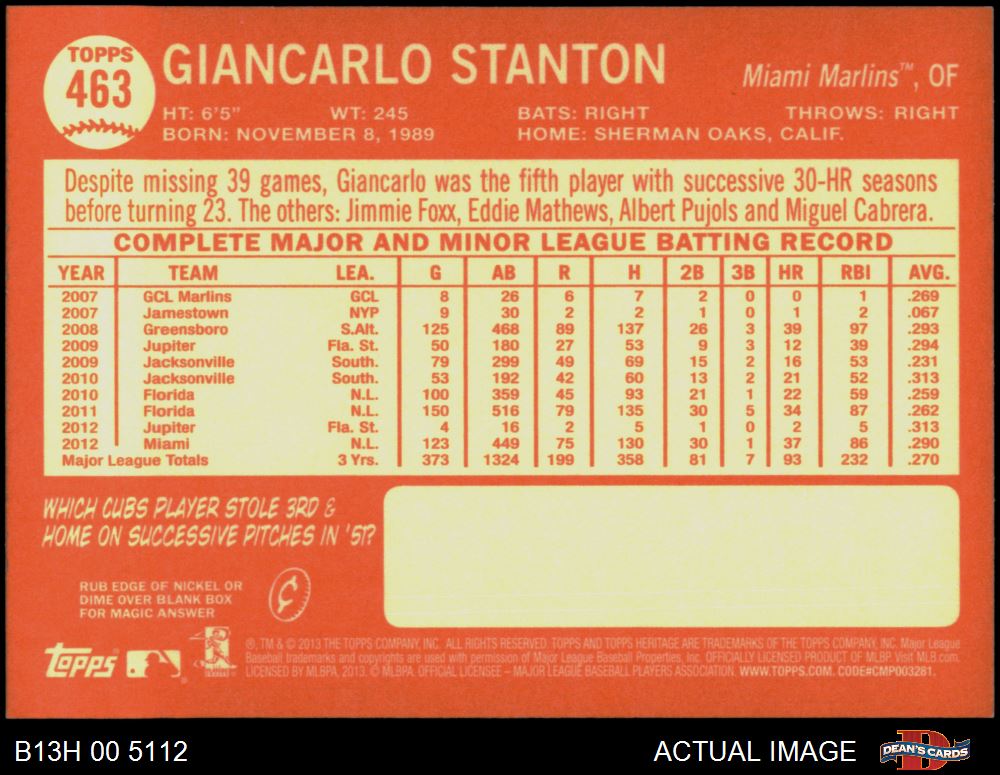 TOPPS
463
GIANCARLO STANTON
Miami Marlins™, OF
HT: 6'5" WT: 245 BATS: RIGHT THROWS: RIGHT
BORN: NOVEMBER 8, 1989 HOME: SHERMAN OAKS, CALIF.
Despite missing 39 games, Giancarlo was the fifth player with successive 30-HR seasons
before turning 23. The others: Jimmie Foxx, Eddie Mathews, Albert Pujols and Miguel Cabrera.
COMPLETE MAJOR AND MINOR LEAGUE BATTING RECORD
YEAR TEAM LEA. G AB R H 2B 3B HR RBI AVG.
2007 GCL Marlins GCL 8 26 6 7 2 0 0 1 .269
2007 Jamestown NYP 9 30 2 2 1 0 1 2 .067
2008 Greensboro S.Alt. 125 468 89 137 26 3 39 97 .293
2009 Jupiter Fla. St. 50 180 27 53 9 3 12 39 .294
2009 Jacksonville South. 79 299 49 69 15 2 16 53 .231
2010 Jacksonville South. 53 192 42 60 13 2 21 52 .313
2010 Florida N.L. 100 359 45 93 21 1 22 59 .259
2011 Florida N.L. 150 516 79 135 30 5 34 87 .262
2012 Jupiter Fla. St. 4 16 2 5 1 0 2 5 .313
2012 Miami N.L. 123 449 75 130 30 1 37 86 .290
Major League Totals 3 Yrs. 373 1324 199 358 81 7 93 232 .270
WHICH CUBS PLAYER STOLE 3RD &
HOME ON SUCCESSIVE PITCHES IN '51?
RUB EDGE OF NICKEL OR
DIME OVER BLANK BOX
FOR MAGIC ANSWER
¢
topps
®, TM & © 2013 THE TOPPS COMPANY, INC. ALL RIGHTS RESERVED. TOPPS AND TOPPS HERITAGE ARE TRADEMARKS OF THE TOPPS COMPANY, INC. Major League
Baseball trademarks and copyrights are used with permission of Major League Baseball Properties, Inc. OFFICIALLY LICENSED PRODUCT OF MLBP. Visit MLB.com.
LICENSED BY MLBPA, 2013. © MLBPA. OFFICIAL LICENSEE – MAJOR LEAGUE BASEBALL PLAYERS ASSOCIATION. WWW.TOPPS.COM. CODE#CMP003281.
B13H 00 5112
ACTUAL IMAGE
DEAN'S CARDS